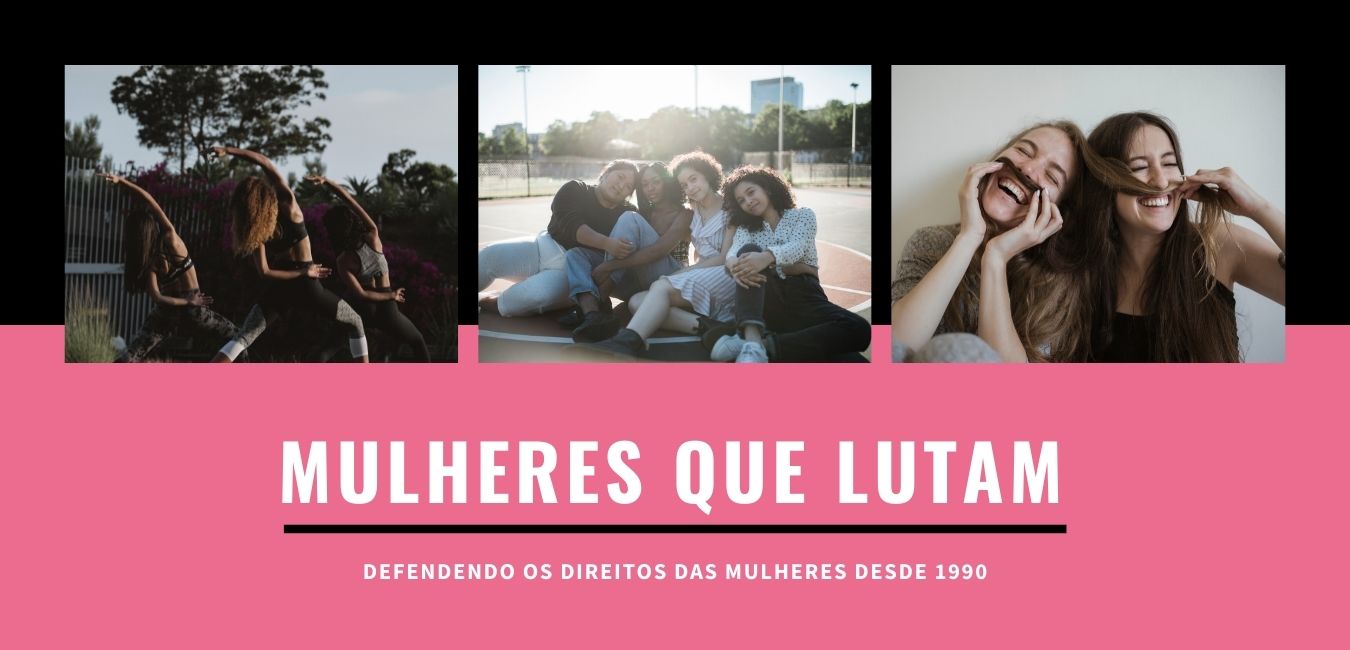 MULHERES QUE LUTAM
DEFENDENDO OS DIREITOS DAS MULHERES DESDE 1990